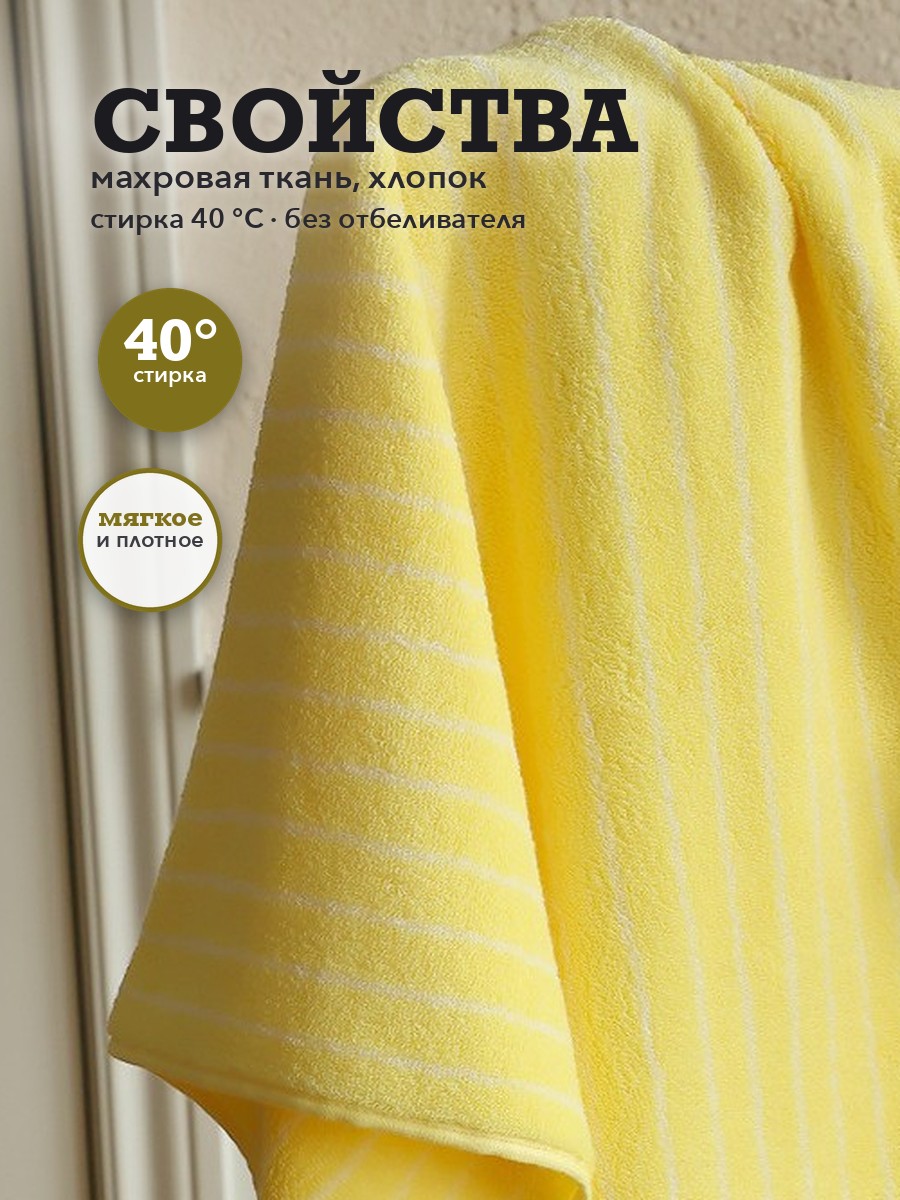 СВОЙСТВА
махровая ткань, хлопок
стирка 40 °C · без отбеливателя
40°
стирка
мягкое
и плотное